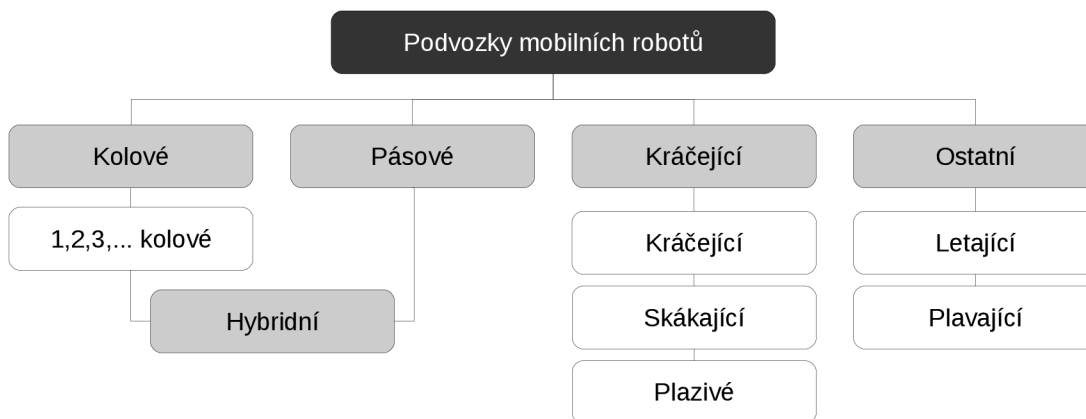 Podvozky mobilních robotů
Kolové
Pásové
Kráčející
Ostatní
1,2,3,... kolové
Kráčející
Letající
Hybridní
Skákající
Plavající
Plazivé